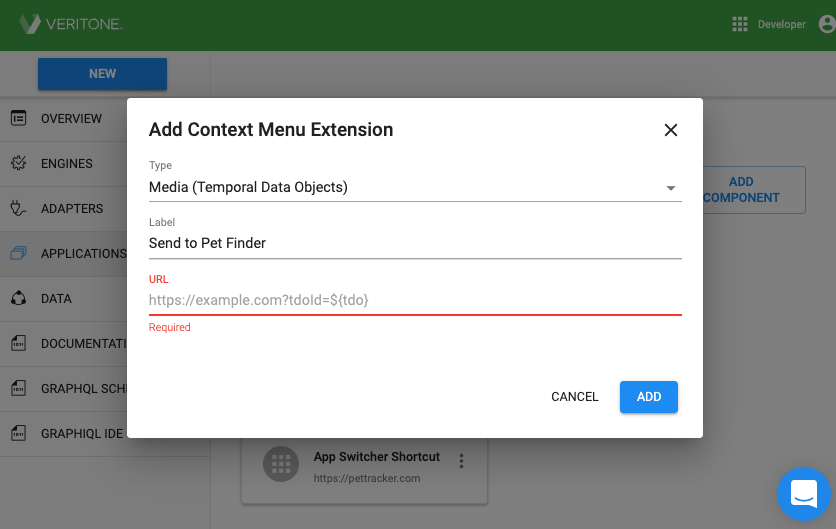 VERITONE
Developer
NEW
OVERVIEW
ENGINES
ADAPTERS
APPLICATIONS
DATA
DOCUMENTATI
GRAPHQL SCH
GRAPHIQL IDE
Add Context Menu Extension
Type
Media (Temporal Data Objects)
Label
Send to Pet Finder
URL
https://example.com?tdoId=${tdo}
Required
CANCEL
ADD
ADD
COMPONENT
App Switcher Shortcut
https://pettracker.com